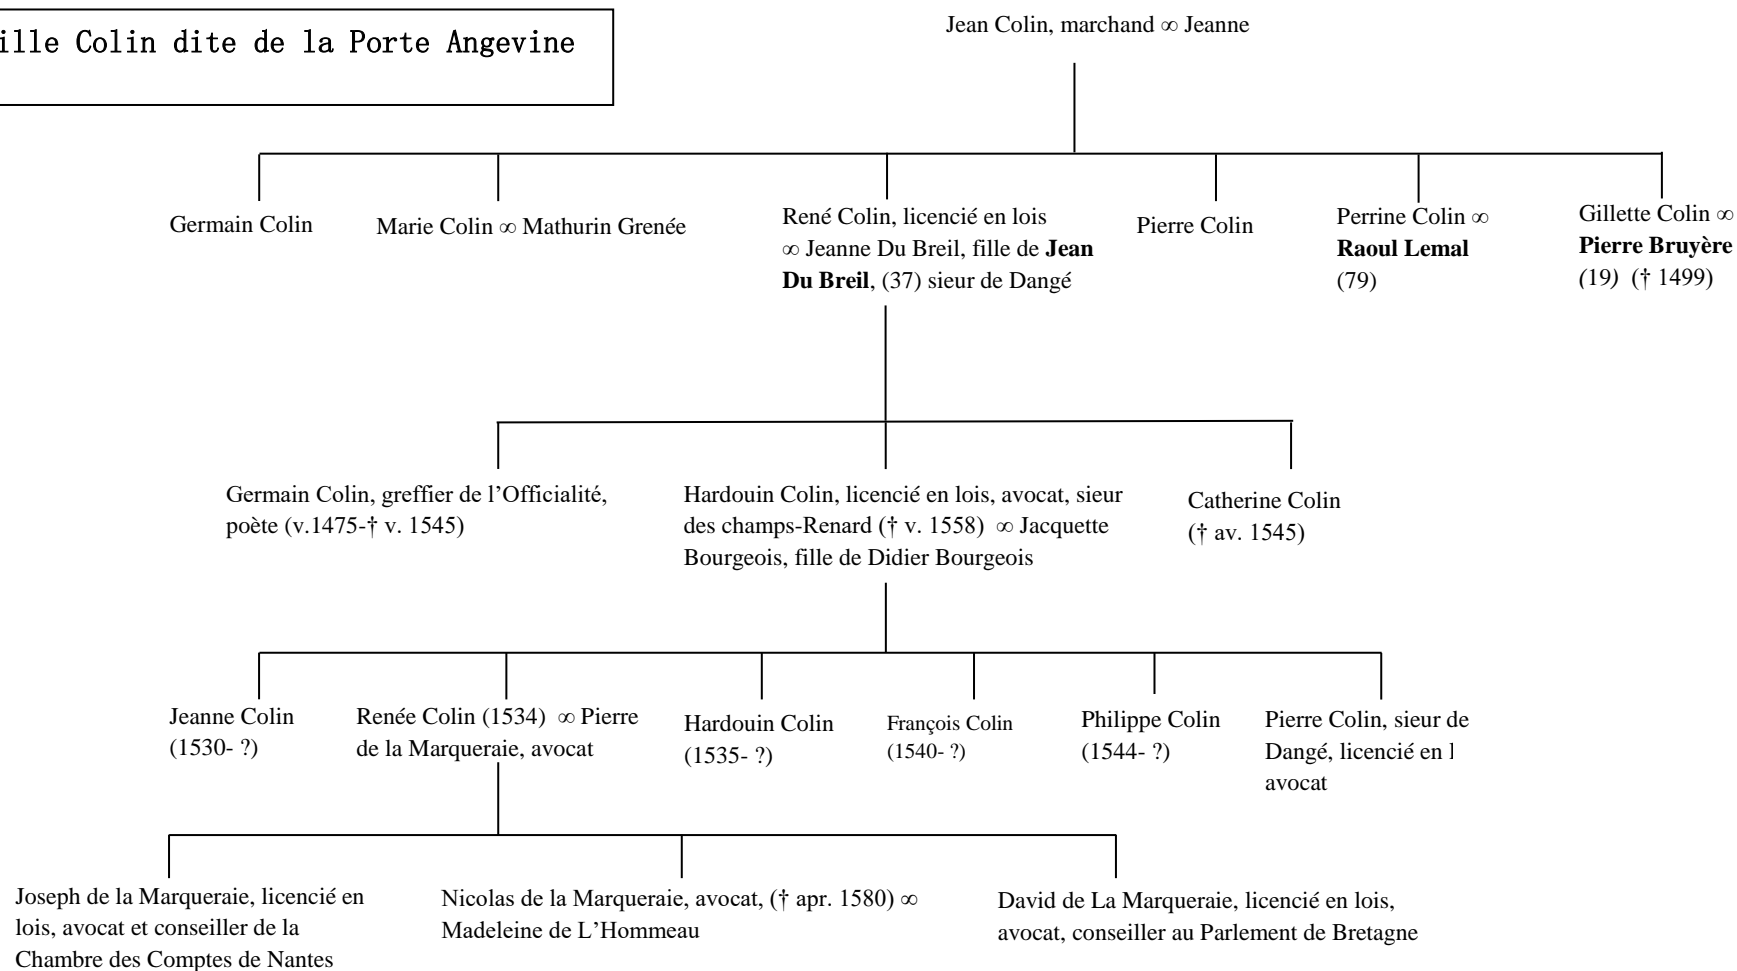 ille Colin dite de la Porte Angevine
Jean Colin, marchand ∞ Jeanne
Germain Colin
Marie Colin ∞ Mathurin Grenée
René Colin, licencié en lois
∞ Jeanne Du Breil, fille de Jean
Du Breil, (37) sieur de Dangé
Pierre Colin
Perrine Colin ∞
Raoul Lemal
(79)
Gillette Colin ∞
Pierre Bruyère
(19) († 1499)
Germain Colin, greffier de l’Officialité,
poète (v.1475-† v. 1545)
Hardouin Colin, licencié en lois, avocat, sieur
des champs-Renard († v. 1558) ∞ Jacquette
Bourgeois, fille de Didier Bourgeois
Catherine Colin
(† av. 1545)
Jeanne Colin
(1530- ?)
Renée Colin (1534) ∞ Pierre
de la Marqueraie, avocat
Hardouin Colin
(1535- ?)
François Colin
(1540- ?)
Philippe Colin
(1544- ?)
Pierre Colin, sieur de
Dangé, licencié en l
avocat
Joseph de la Marqueraie, licencié en
lois, avocat et conseiller de la
Chambre des Comptes de Nantes
Nicolas de la Marqueraie, avocat, († apr. 1580) ∞
Madeleine de L’Hommeau
David de La Marqueraie, licencié en lois,
avocat, conseiller au Parlement de Bretagne